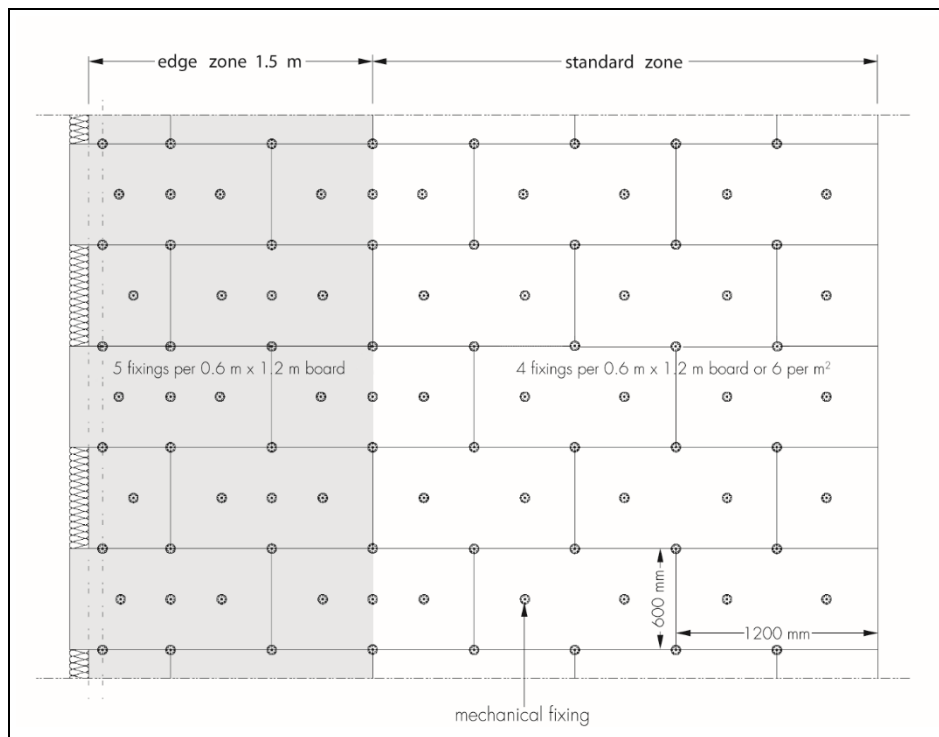 edge zone 1.5 m
standard zone
5 fixings per 0.6 m x 1.2 m board
4 fixings per 0.6 m x 1.2 m board or 6 per m²
600 mm
1200 mm
mechanical fixing